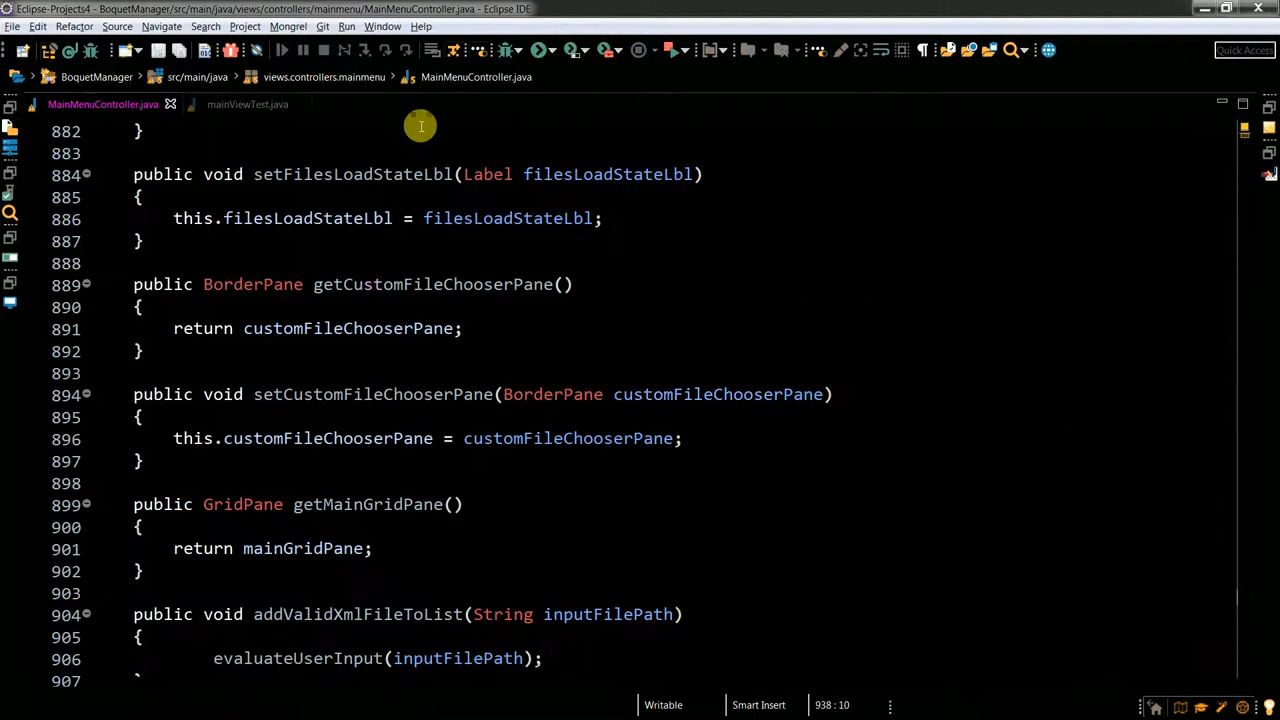 Eclipse-Projects4 - BoquetManager/src/main/java/views/controllers/mainmenu/MainMenuController.java - Eclipse IDE
File Edit Refactor Source Navigate Search Project Mongrel Git Run Window Help
Quick Access
BoquetManager src/main/java views.controllers.mainmenu MainMenuController.java
MainMenuController.java mainViewTest.java
882 }
883
884 public void setFilesLoadStateLbl(Label filesLoadStateLbl)
885 {
886 this.filesLoadStateLbl = filesLoadStateLbl;
887 }
888
889 public BorderPane getCustomFileChooserPane()
890 {
891 return customFileChooserPane;
892 }
893
894 public void setCustomFileChooserPane(BorderPane customFileChooserPane)
895 {
896 this.customFileChooserPane = customFileChooserPane;
897 }
898
899 public GridPane getMainGridPane()
900 {
901 return mainGridPane;
902 }
903
904 public void addValidXmlFileToList(String inputFilePath)
905 {
906 evaluateUserInput(inputFilePath);
907 }
Writable Smart Insert 938 : 10